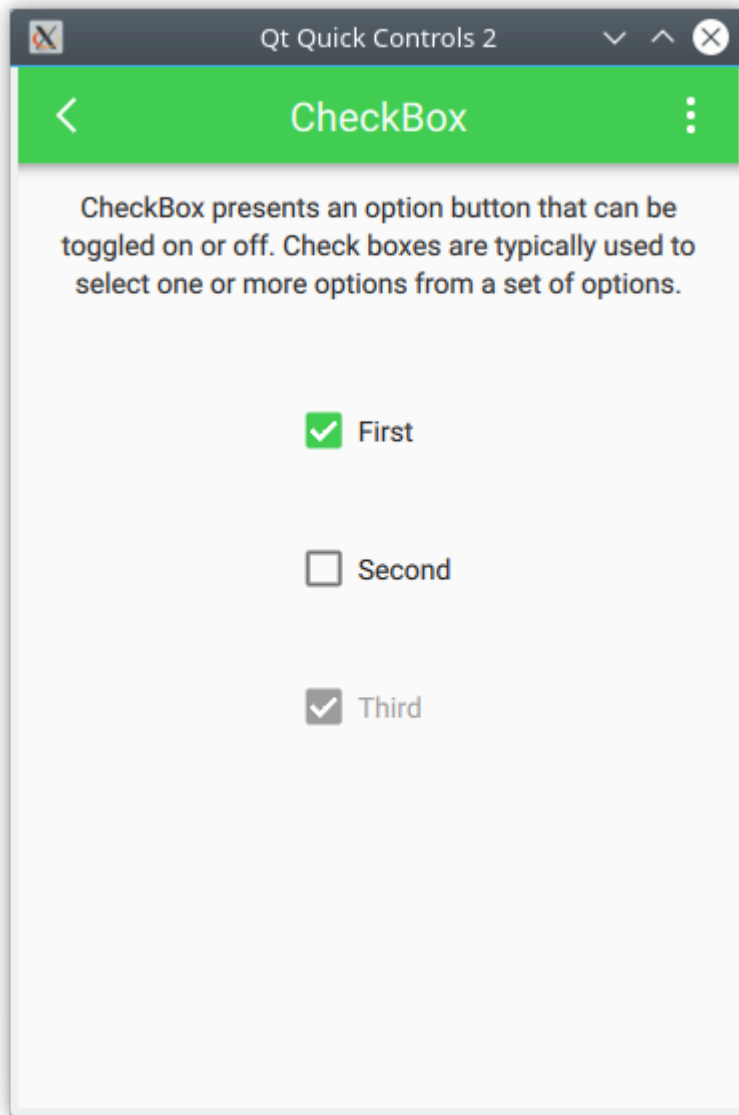 Qt Quick Controls 2
CheckBox
CheckBox presents an option button that can be
toggled on or off. Check boxes are typically used to
select one or more options from a set of options.
First
Second
Third